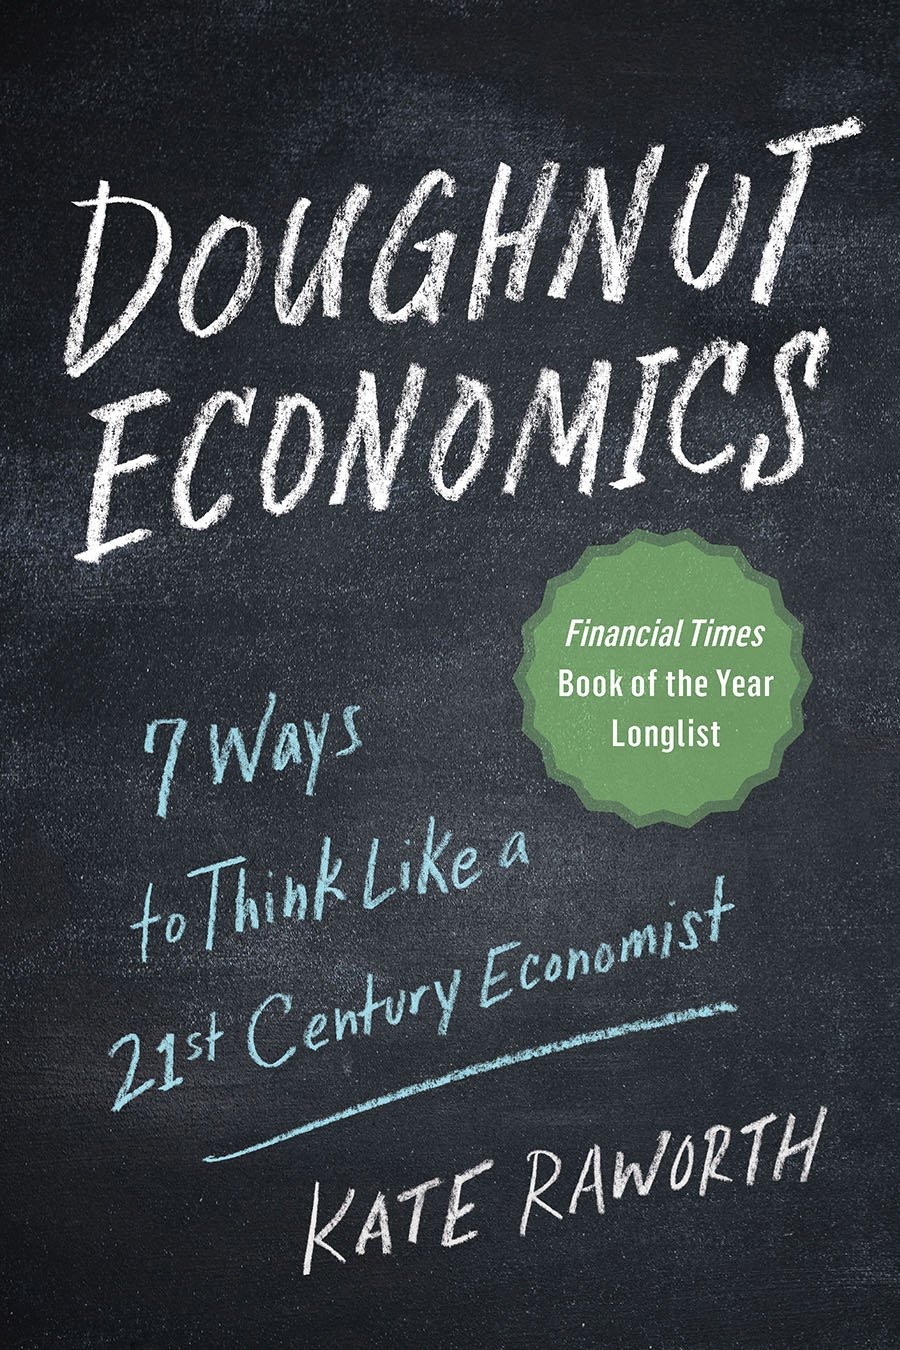 DOUGHNUT
ECONOMICS
Financial Times
Book of the Year
Longlist
7 Ways
to Think Like a
21st Century Economist
KATE RAWORTH